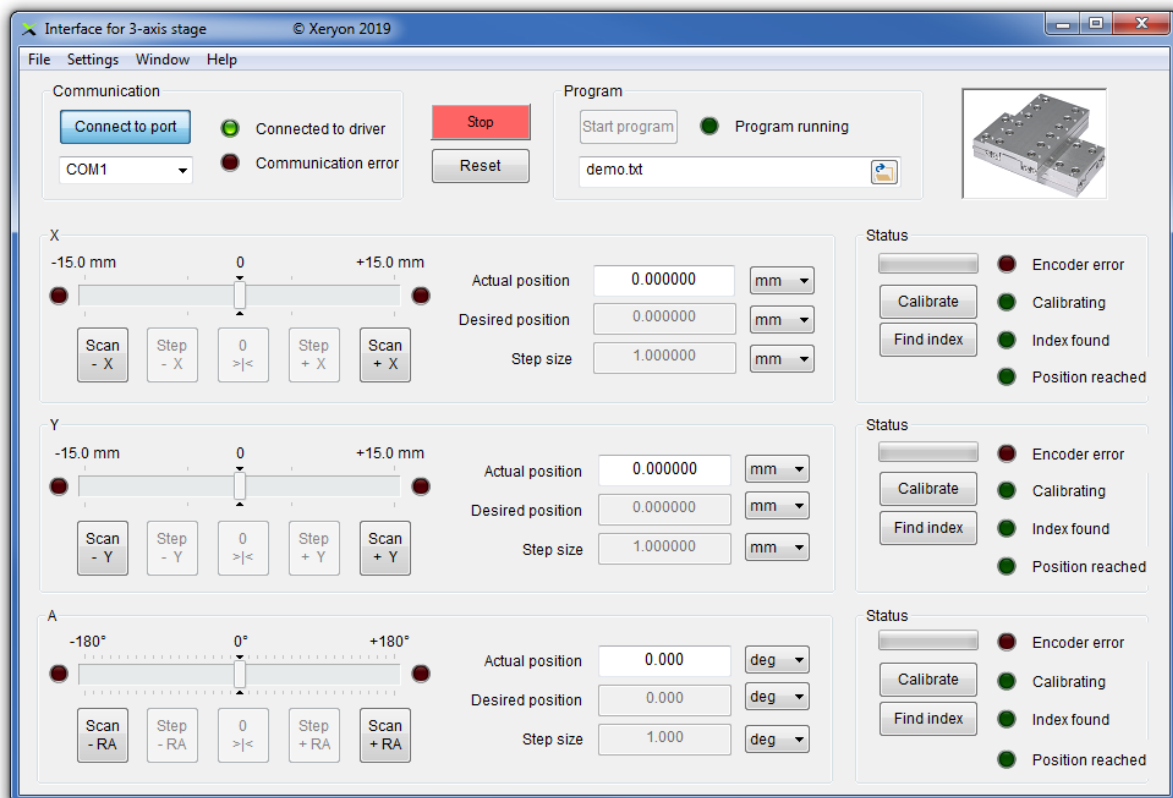 Interface for 3-axis stage © Xeryon 2019
File Settings Window Help
Communication
Connect to port
Connected to driver
COM1
Communication error
Stop
Reset
Program
Start program
Program running
demo.txt
X
-15.0 mm 0 +15.0 mm
Scan - X
Step - X
0 >|<
Step + X
Scan + X
Actual position 0.000000 mm
Desired position 0.000000 mm
Step size 1.000000 mm
Status
Encoder error
Calibrate
Calibrating
Find index
Index found
Position reached
Y
-15.0 mm 0 +15.0 mm
Scan - Y
Step - Y
0 >|<
Step + Y
Scan + Y
Actual position 0.000000 mm
Desired position 0.000000 mm
Step size 1.000000 mm
Status
Encoder error
Calibrate
Calibrating
Find index
Index found
Position reached
A
-180° 0° +180°
Scan - RA
Step - RA
0 >|<
Step + RA
Scan + RA
Actual position 0.000 deg
Desired position 0.000 deg
Step size 1.000 deg
Status
Encoder error
Calibrate
Calibrating
Find index
Index found
Position reached